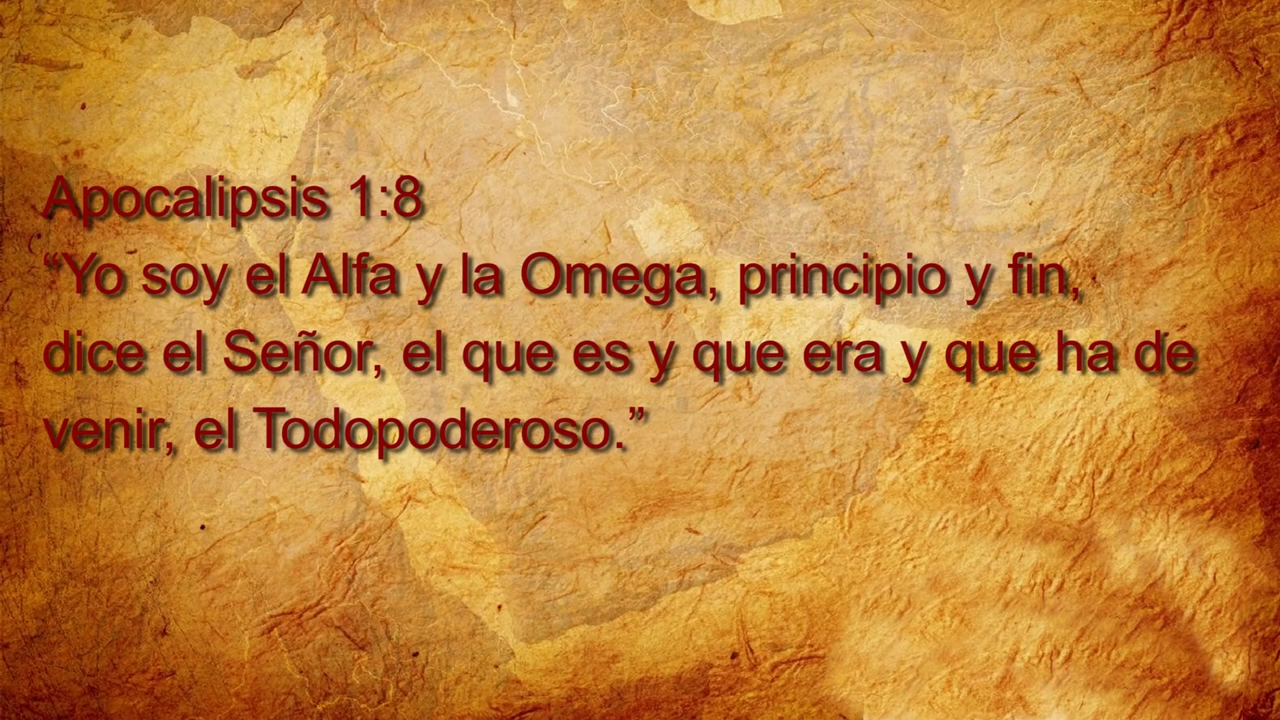 Apocalipsis 1:8
“Yo soy el Alfa y la Omega, principio y fin,
dice el Señor, el que es y que era y que ha de
venir, el Todopoderoso.”